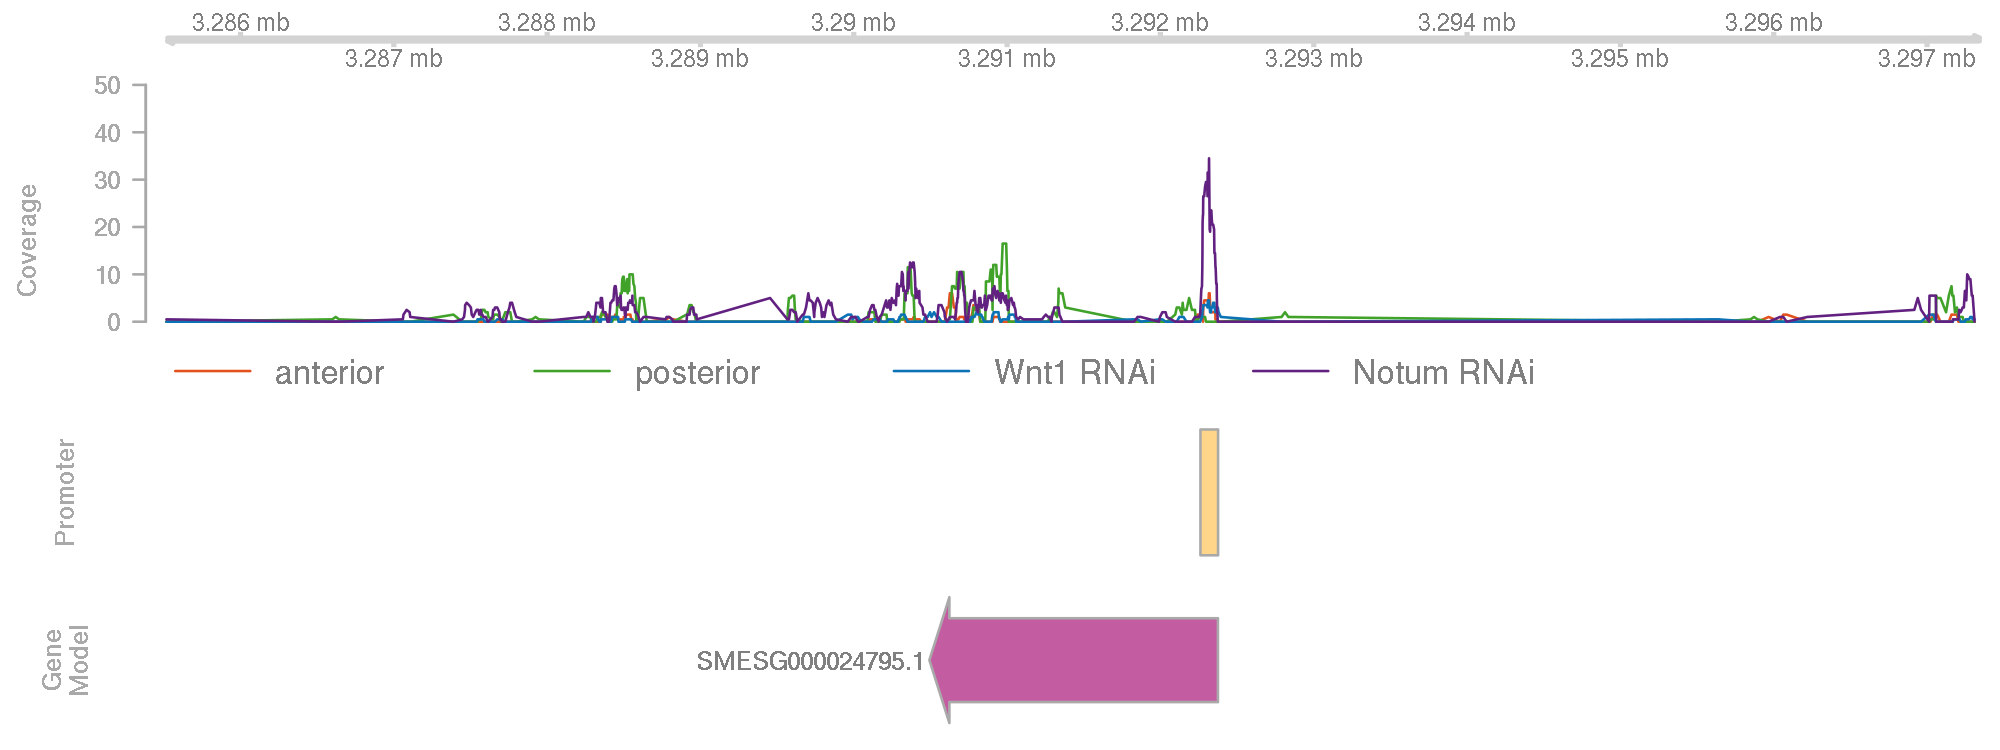 3.286 mb 3.288 mb 3.29 mb 3.292 mb 3.294 mb 3.296 mb
3.287 mb 3.289 mb 3.291 mb 3.293 mb 3.295 mb 3.297 mb
50
40
30
20
10
0
Coverage
anterior posterior Wnt1 RNAi Notum RNAi
Promoter
Gene
Model
SMESG000024795.1